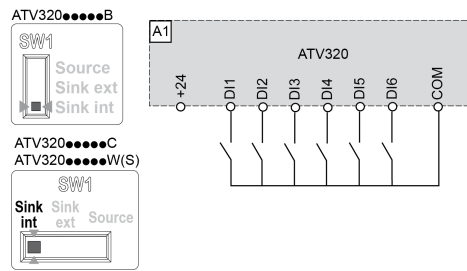 ATV320●●●●●B
SW1
Source
Sink ext
Sink int
ATV320●●●●●C
ATV320●●●●●W(S)
SW1
Sink int
Sink ext
Source
A1
ATV320
+24
DI1
DI2
DI3
DI4
DI5
DI6
COM